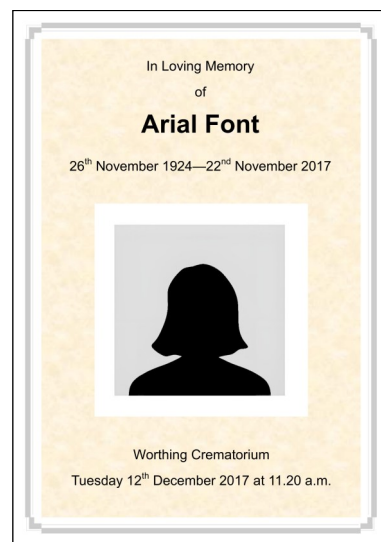 In Loving Memory
of
Arial Font
26th November 1924—22nd November 2017
Worthing Crematorium
Tuesday 12th December 2017 at 11.20 a.m.